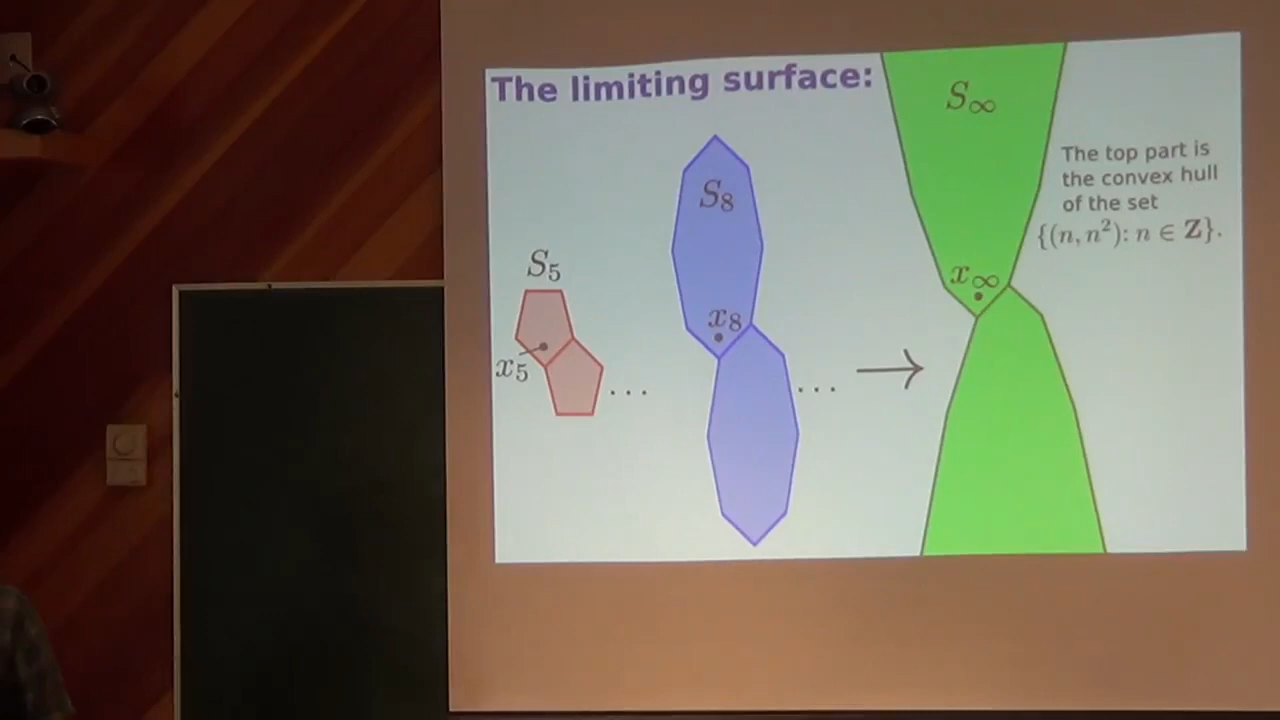 The limiting surface:
S₅
x₅
...
S₈
x₈
...
S∞
x∞
The top part is
the convex hull
of the set
{(n, n²): n ∈ Z}.